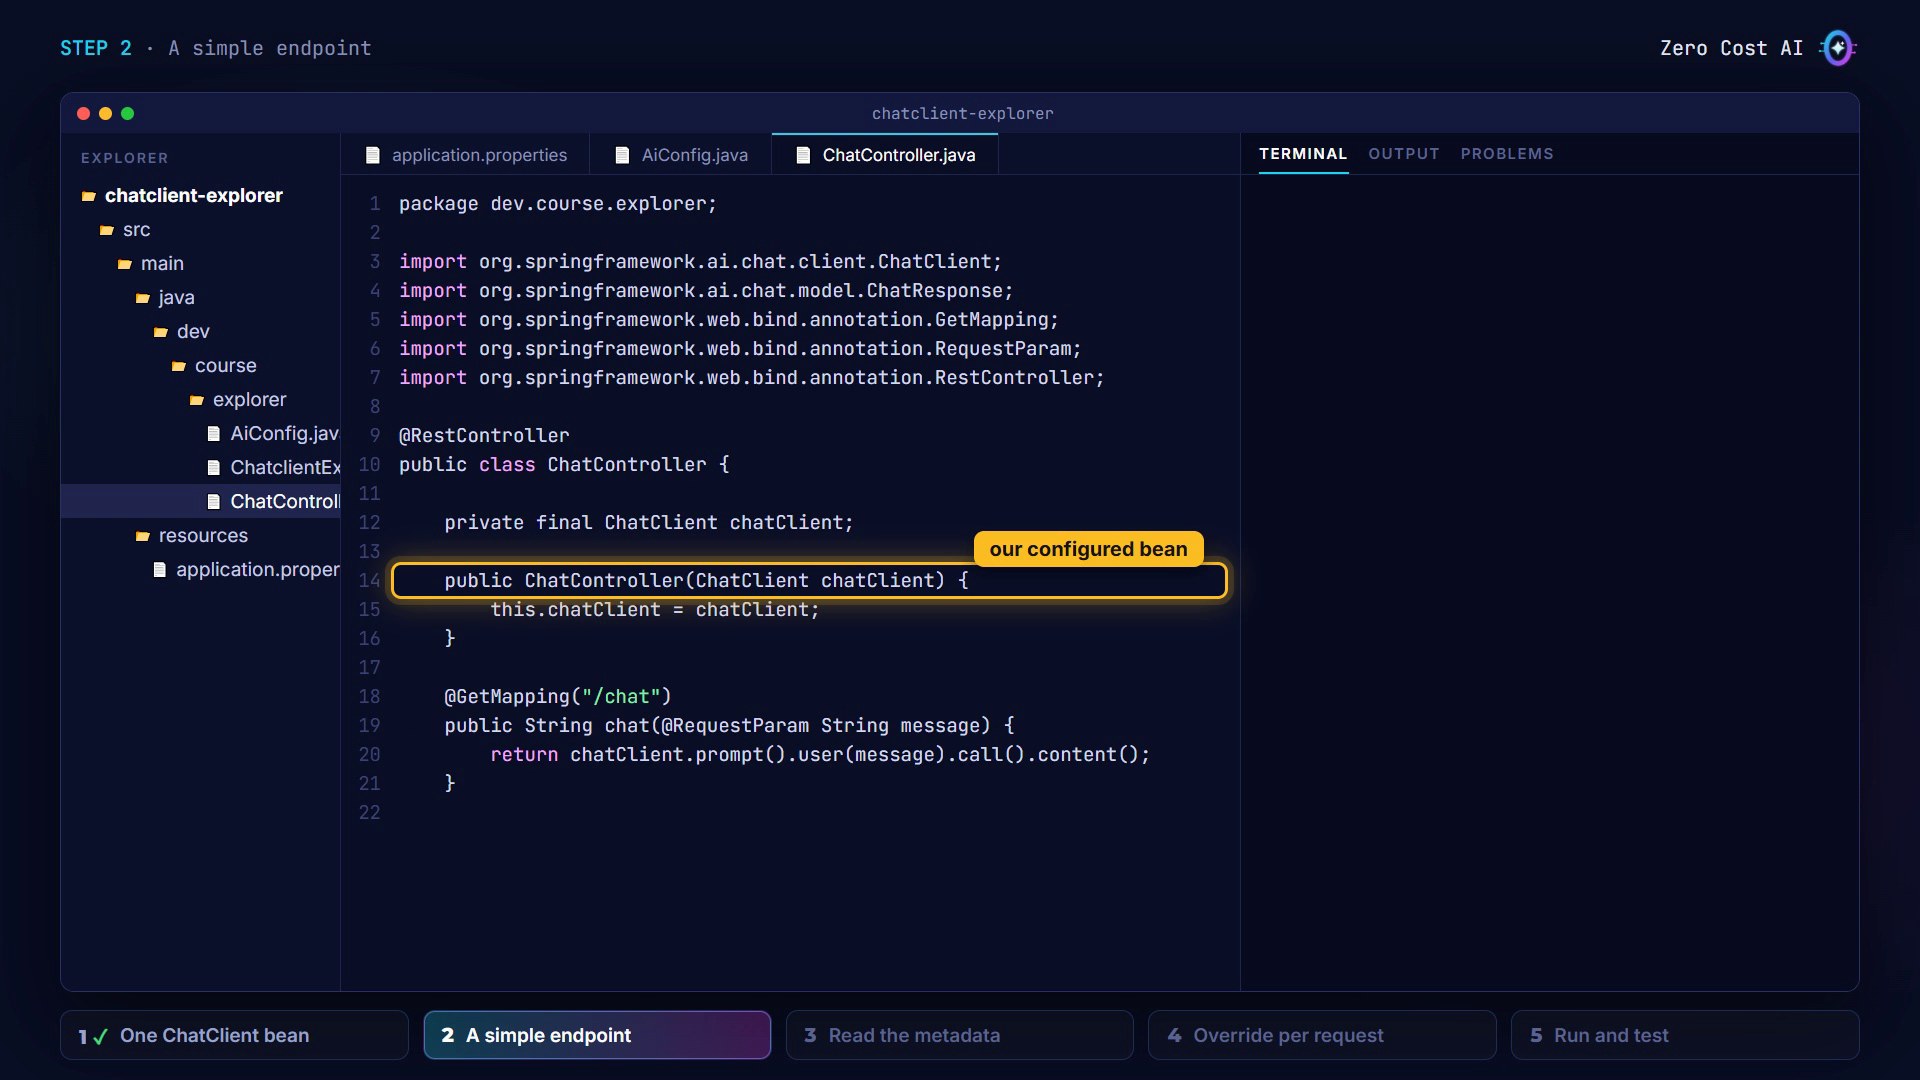 STEP 2 · A simple endpoint
Zero Cost AI
chatclient-explorer
EXPLORER
chatclient-explorer
src
main
java
dev
course
explorer
AiConfig.jav
ChatclientEx
ChatControll
resources
application.proper
application.properties
AiConfig.java
ChatController.java
1 package dev.course.explorer;
2
3 import org.springframework.ai.chat.client.ChatClient;
4 import org.springframework.ai.chat.model.ChatResponse;
5 import org.springframework.web.bind.annotation.GetMapping;
6 import org.springframework.web.bind.annotation.RequestParam;
7 import org.springframework.web.bind.annotation.RestController;
8
9 @RestController
10 public class ChatController {
11
12     private final ChatClient chatClient;
our configured bean
13
14     public ChatController(ChatClient chatClient) {
15         this.chatClient = chatClient;
16     }
17
18     @GetMapping("/chat")
19     public String chat(@RequestParam String message) {
20         return chatClient.prompt().user(message).call().content();
21     }
22
TERMINAL OUTPUT PROBLEMS
1 ✓ One ChatClient bean
2 A simple endpoint
3 Read the metadata
4 Override per request
5 Run and test